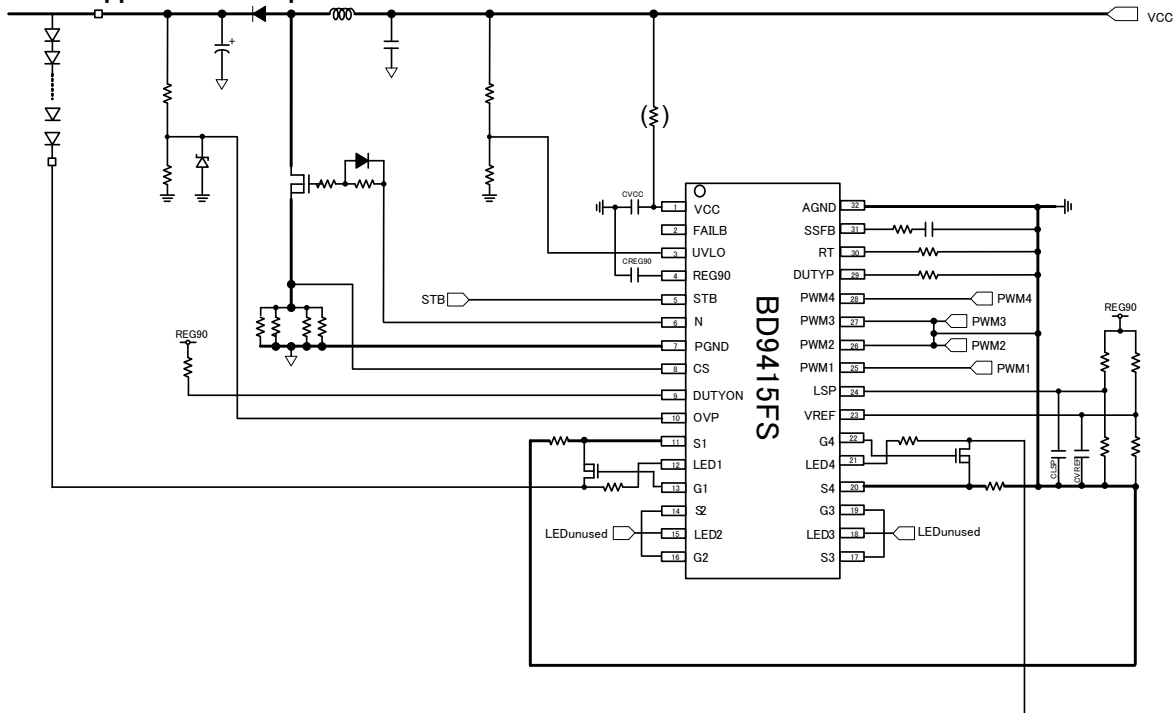 VCC
( )
CVCC
1 VCC
2 FAILB
3 UVLO
CREG90
4 REG90
STB
5 STB
6 N
7 PGND
8 CS
REG90
9 DUTYON
10 OVP
11 S1
12 LED1
13 G1
14 S2
LEDunused
15 LED2
16 G2
BD9415FS
AGND 32
SSFB 31
RT 30
DUTYP 29
PWM4 28
PWM4
PWM3 27
PWM3
PWM2 26
PWM2
PWM1 25
PWM1
REG90
LSP 24
VREF 23
G4 22
LED4 21
CLSP
CVREF
S4 20
G3 19
LED3 18
LEDunused
S3 17